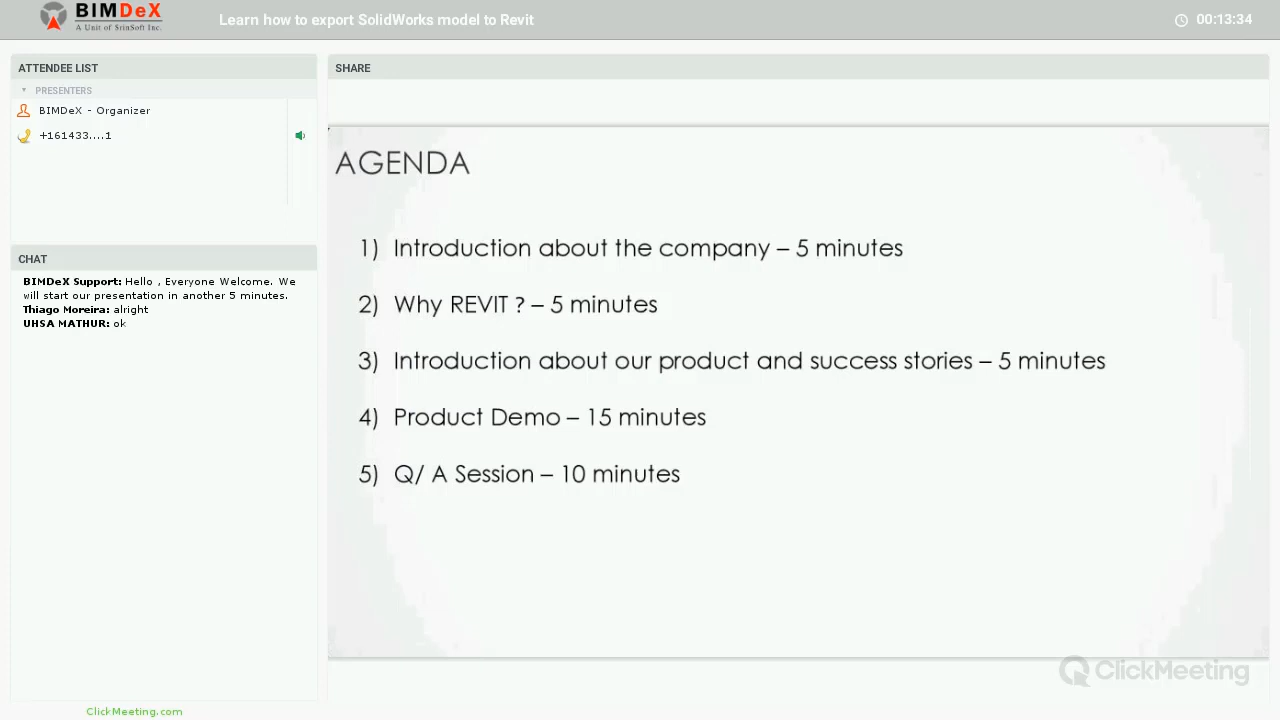 BIMDeX
A Unit of SrinSoft Inc.
Learn how to export SolidWorks model to Revit
00:13:34
ATTENDEE LIST
PRESENTERS
BIMDeX - Organizer
+161433....1
CHAT
BIMDeX Support: Hello , Everyone Welcome. We
will start our presentation in another 5 minutes.
Thiago Moreira: alright
UHSA MATHUR: ok
ClickMeeting.com
SHARE
AGENDA
1) Introduction about the company – 5 minutes
2) Why REVIT ? – 5 minutes
3) Introduction about our product and success stories – 5 minutes
4) Product Demo – 15 minutes
5) Q/ A Session – 10 minutes
ClickMeeting